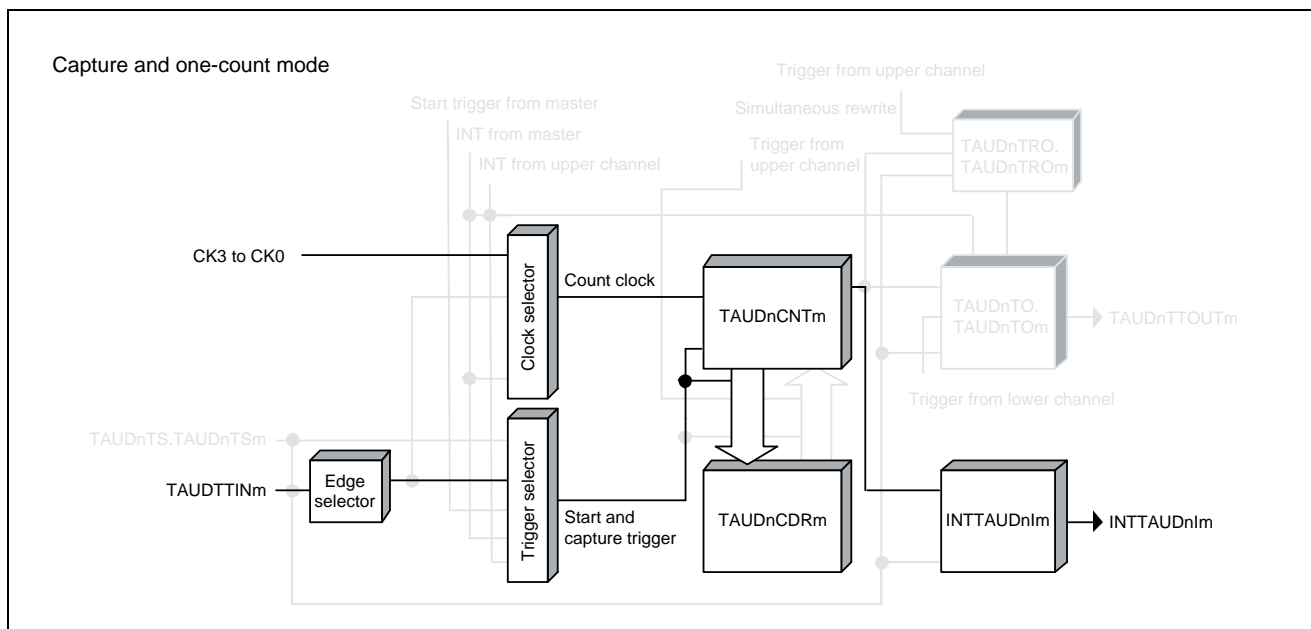 Capture and one-count mode
Trigger from upper channel
Start trigger from master
Simultaneous rewrite
INT from master
Trigger from
upper channel
INT from upper channel
TAUDnTRO.
TAUDnTROm
CK3 to CK0
Clock selector
Count clock
TAUDnCNTm
TAUDnTO.
TAUDnTOm
TAUDnTTOUTm
Trigger from lower channel
TAUDnTS.TAUDnTSm
TAUDTTINm
Edge
selector
Trigger selector
Start and
capture trigger
TAUDnCDRm
INTTAUDnIm
INTTAUDnIm